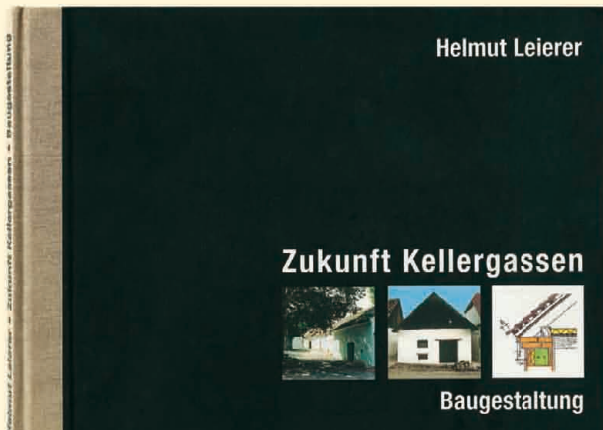 Helmut Leierer - Zukunft Kellergassen - Baugestaltung
Helmut Leierer
Zukunft Kellergassen
Baugestaltung